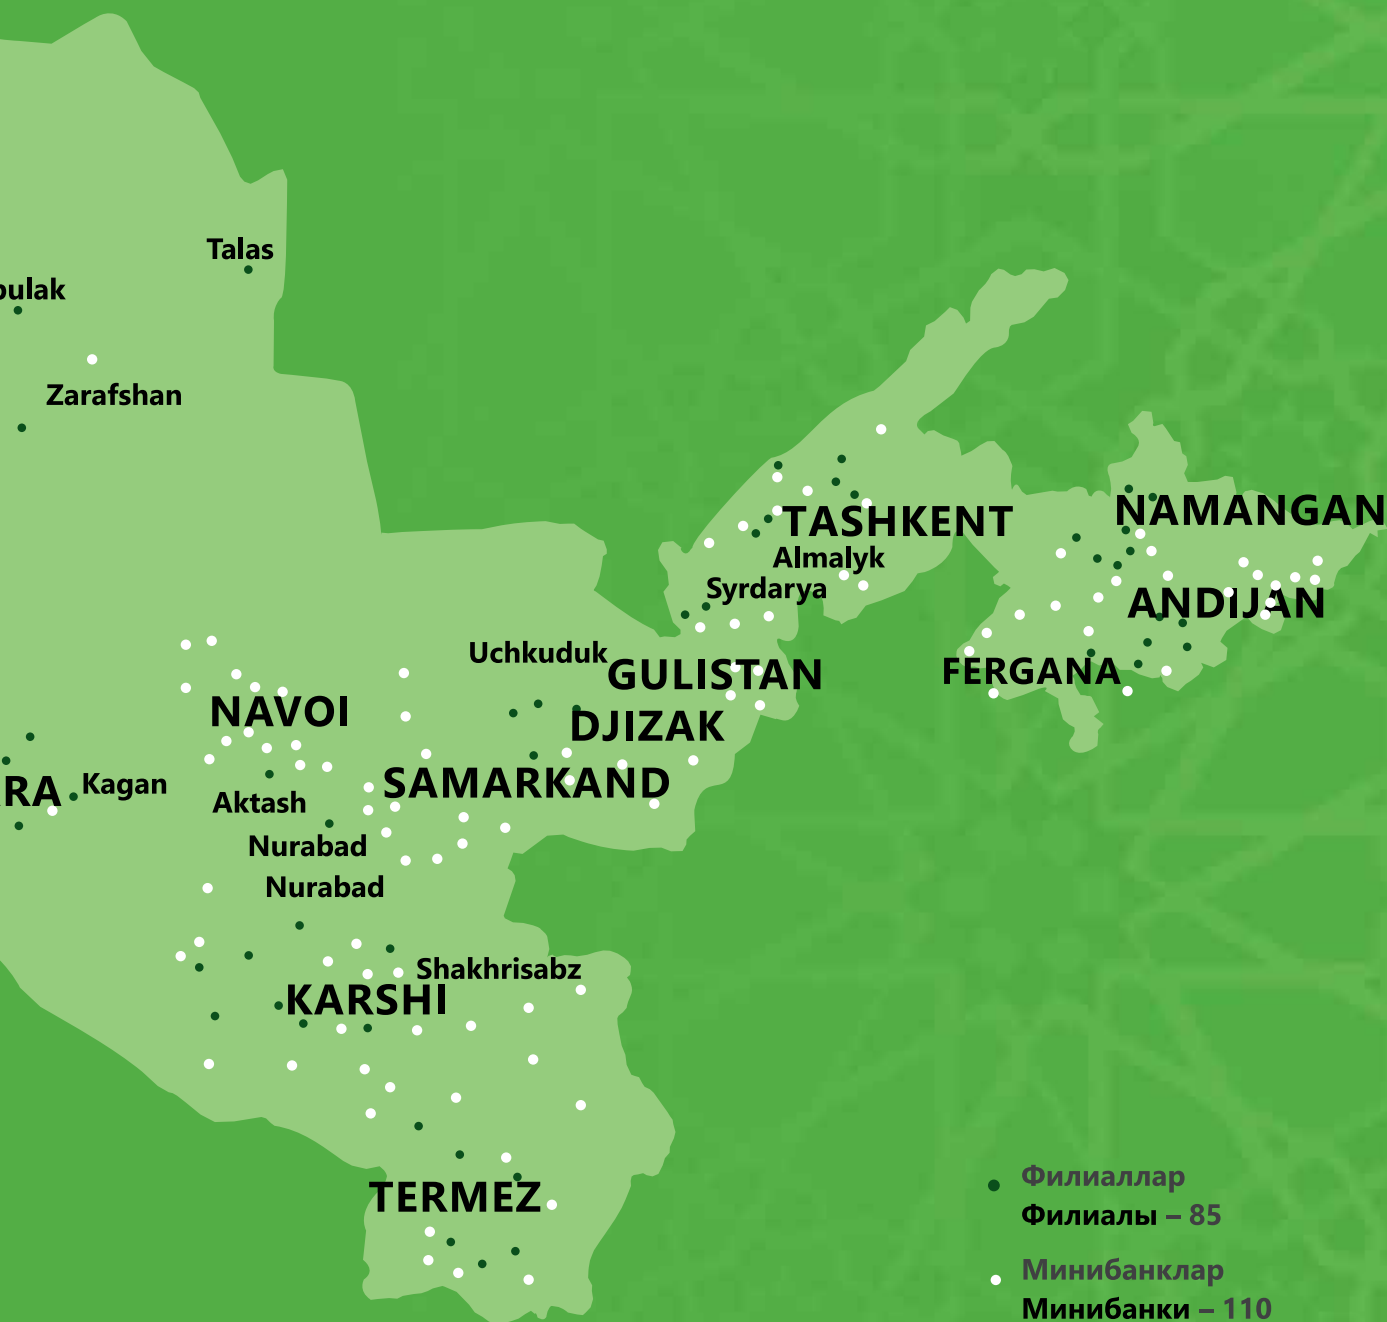 Talas
bulak
Zarafshan
TASHKENT
NAMANGAN
Almalyk
Syrdarya
ANDIJAN
Uchkuduk
GULISTAN
FERGANA
NAVOI
DJIZAK
SAMARKAND
RA
Kagan
Aktash
Nurabad
Nurabad
Shakhrisabz
KARSHI
TERMEZ
Филиаллар
Филиалы – 85
Минибанклар
Минибанки – 110